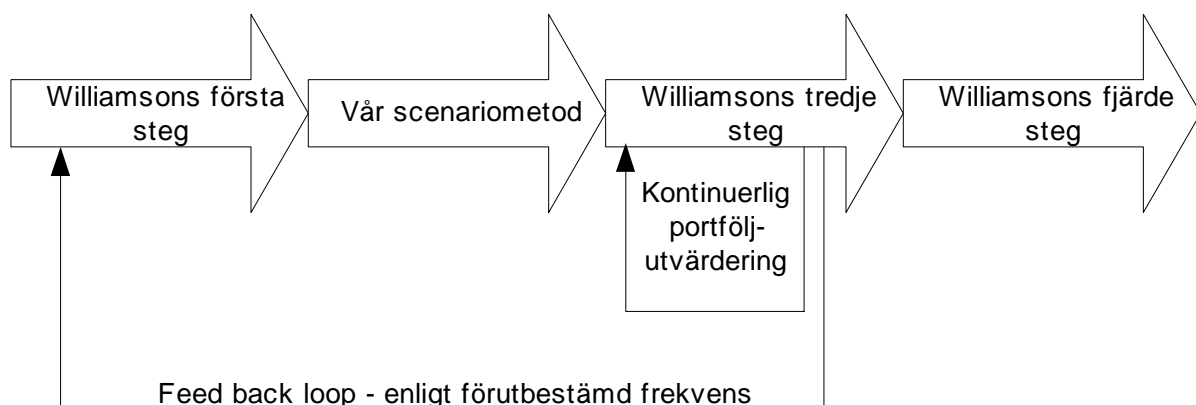 Williamsons första
steg
Vår scenariometod
Williamsons tredje
steg
Williamsons fjärde
steg
Kontinuerlig
portfölj-
utvärdering
Feed back loop - enligt förutbestämd frekvens